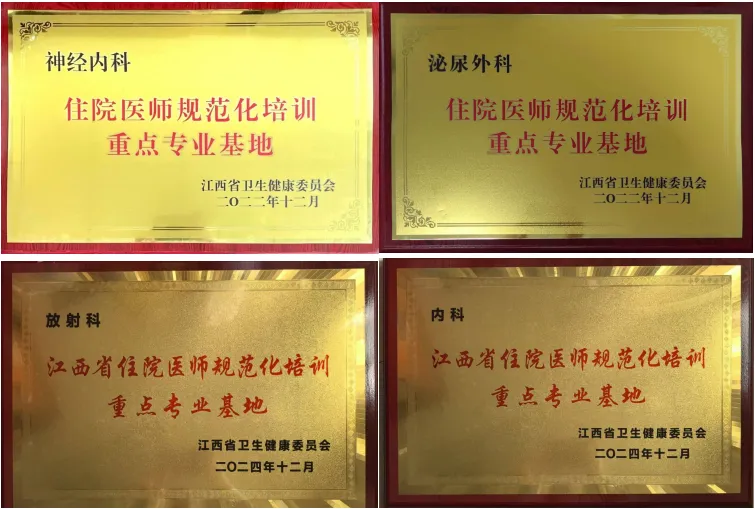 神经内科
住院医师规范化培训
重点专业基地
江西省卫生健康委员会
二〇二二年十二月
泌尿外科
住院医师规范化培训
重点专业基地
江西省卫生健康委员会
二〇二二年十二月
放射科
江西省住院医师规范化培训
重点专业基地
江西省卫生健康委员会
二〇二四年十二月
内科
江西省住院医师规范化培训
重点专业基地
江西省卫生健康委员会
二〇二四年十二月